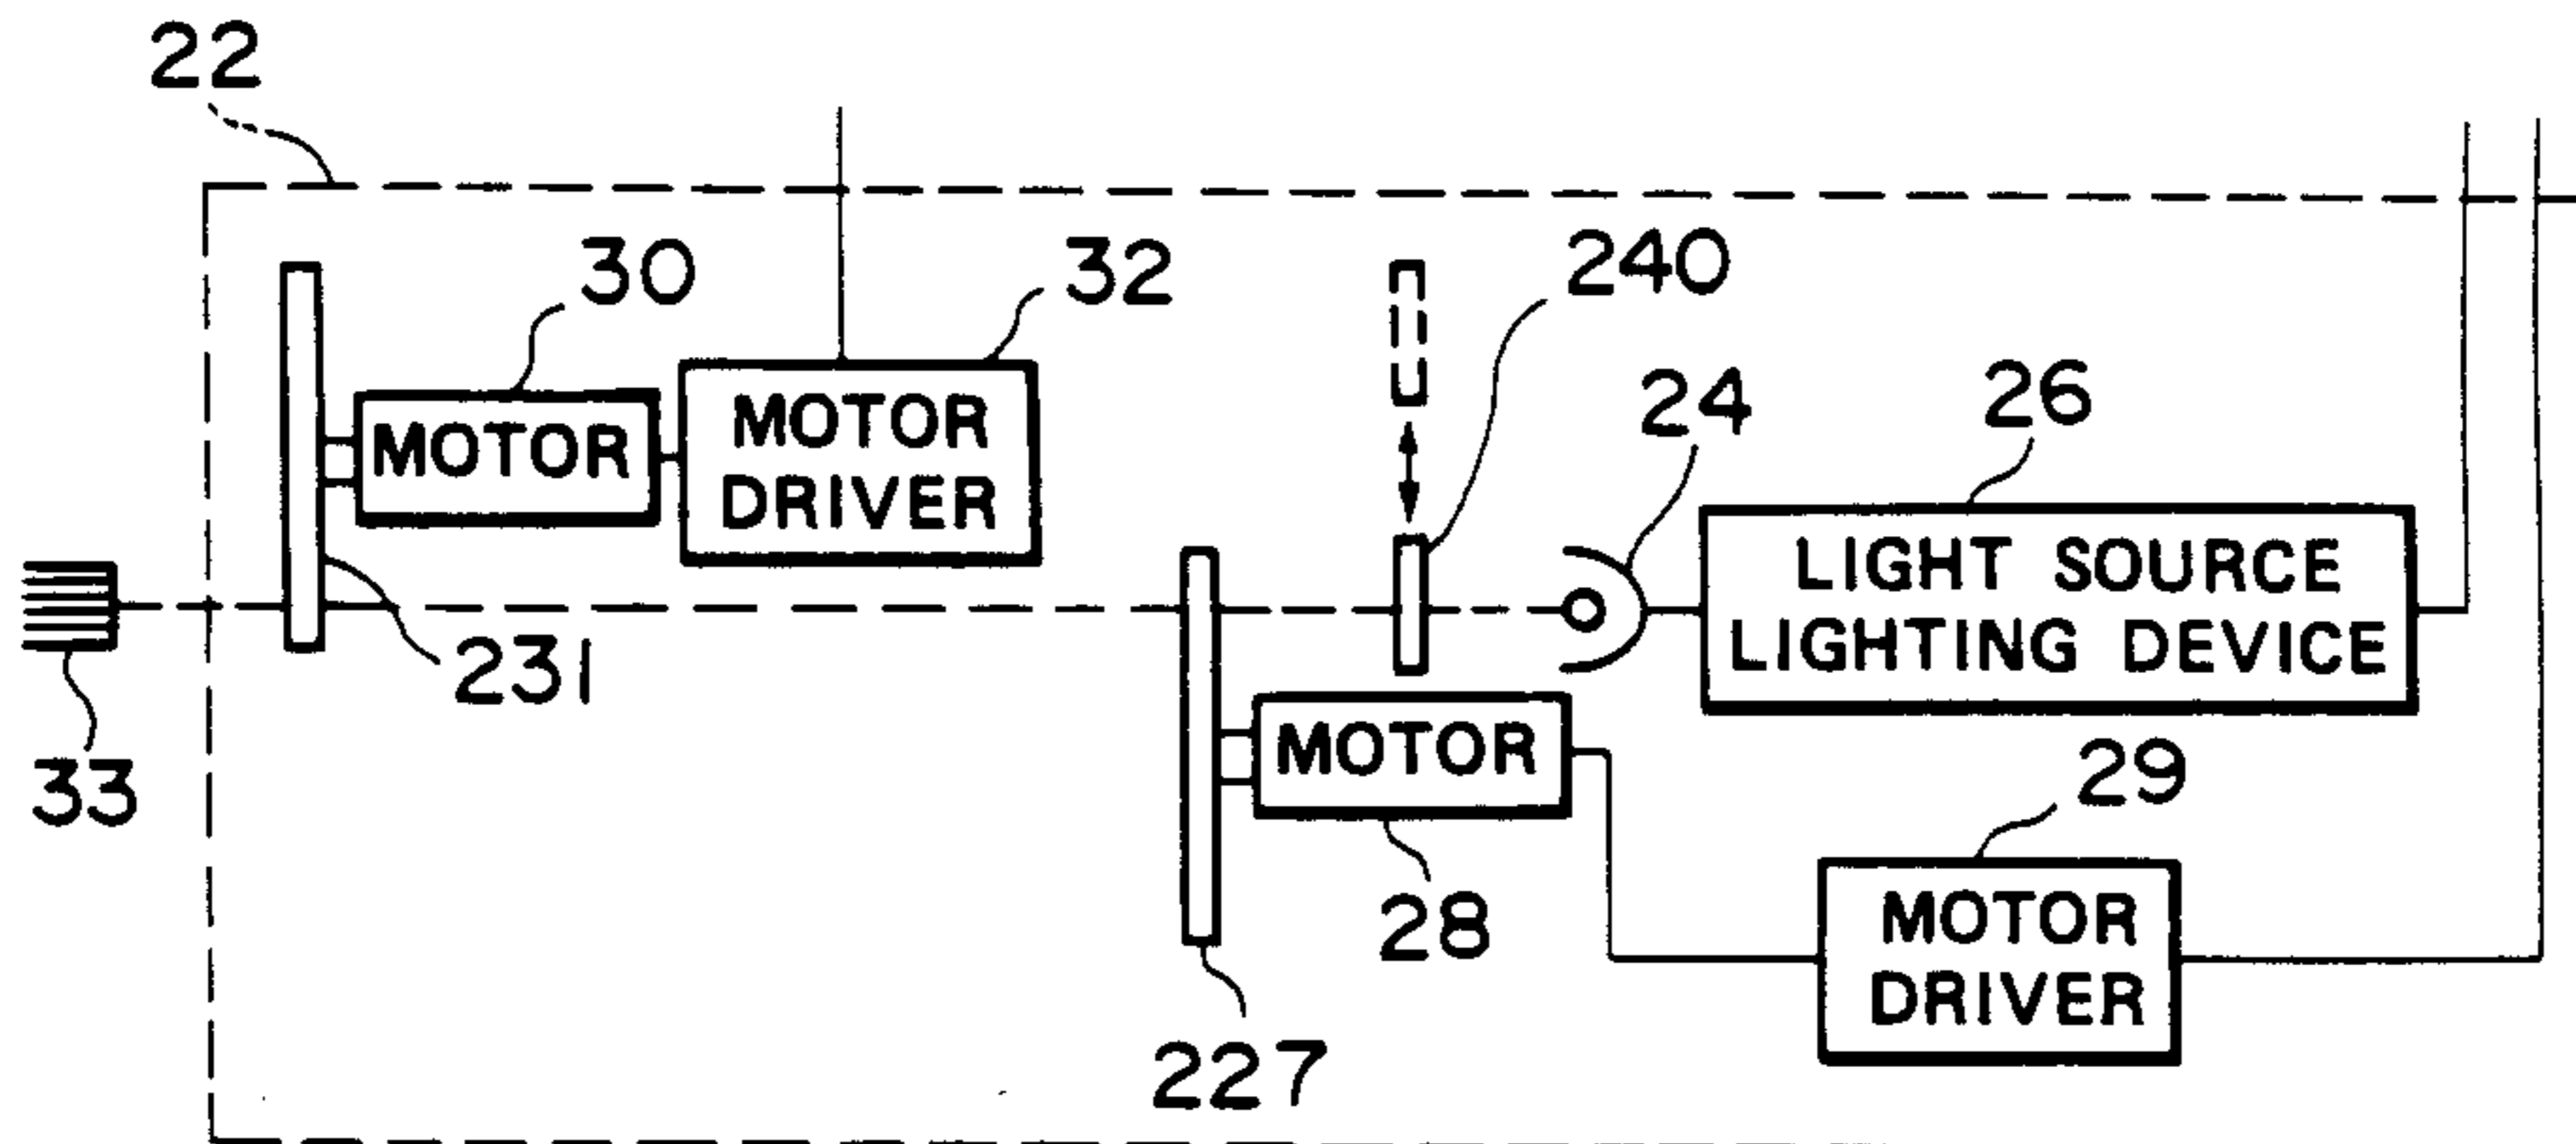 22
30
32
240
MOTOR
MOTOR
DRIVER
24
26
LIGHT SOURCE
LIGHTING DEVICE
231
33
MOTOR
28
29
MOTOR
DRIVER
227